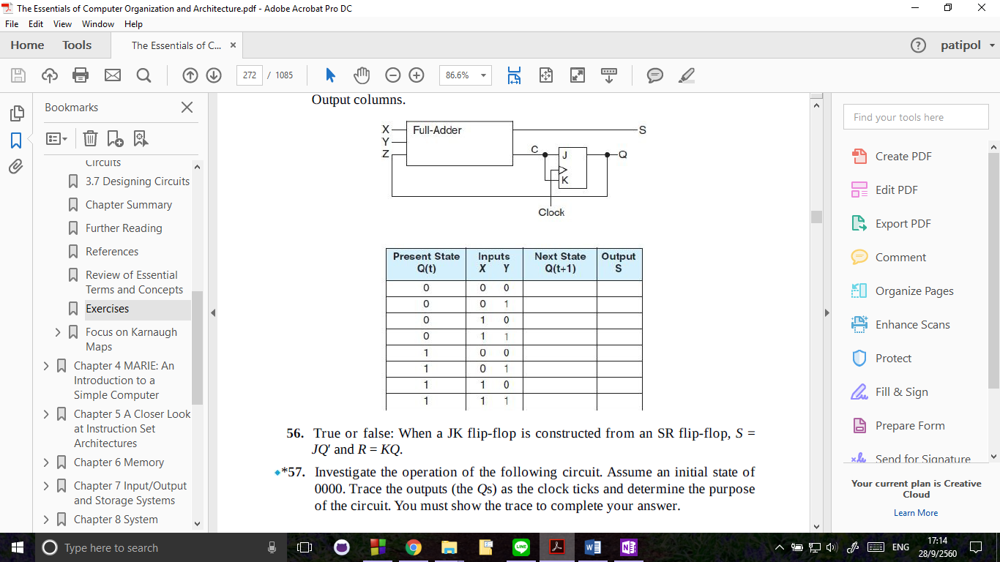 The Essentials of Computer Organization and Architecture.pdf - Adobe Acrobat Pro DC
File Edit View Window Help
Home Tools The Essentials of C... × ? patipol
272 / 1085 86.6%
Bookmarks
Circuits
3.7 Designing Circuits
Chapter Summary
Further Reading
References
Review of Essential
Terms and Concepts
Exercises
Focus on Karnaugh
Maps
Chapter 4 MARIE: An
Introduction to a
Simple Computer
Chapter 5 A Closer Look
at Instruction Set
Architectures
Chapter 6 Memory
Chapter 7 Input/Output
and Storage Systems
Chapter 8 System
Output columns.
X Full-Adder S
Y
Z C J Q
K
Clock
Present State Inputs Next State Output
Q(t) X Y Q(t+1) S
0 0 0
0 0 1
0 1 0
0 1 1
1 0 0
1 0 1
1 1 0
1 1 1
56. True or false: When a JK flip-flop is constructed from an SR flip-flop, S =
JQ′ and R = KQ.
*57. Investigate the operation of the following circuit. Assume an initial state of
0000. Trace the outputs (the Qs) as the clock ticks and determine the purpose
of the circuit. You must show the trace to complete your answer.
Find your tools here
Create PDF
Edit PDF
Export PDF
Comment
Organize Pages
Enhance Scans
Protect
Fill & Sign
Prepare Form
Send for Signature
Your current plan is Creative
Cloud
Learn More
Type here to search
LINE
ENG
17:14
28/9/2560